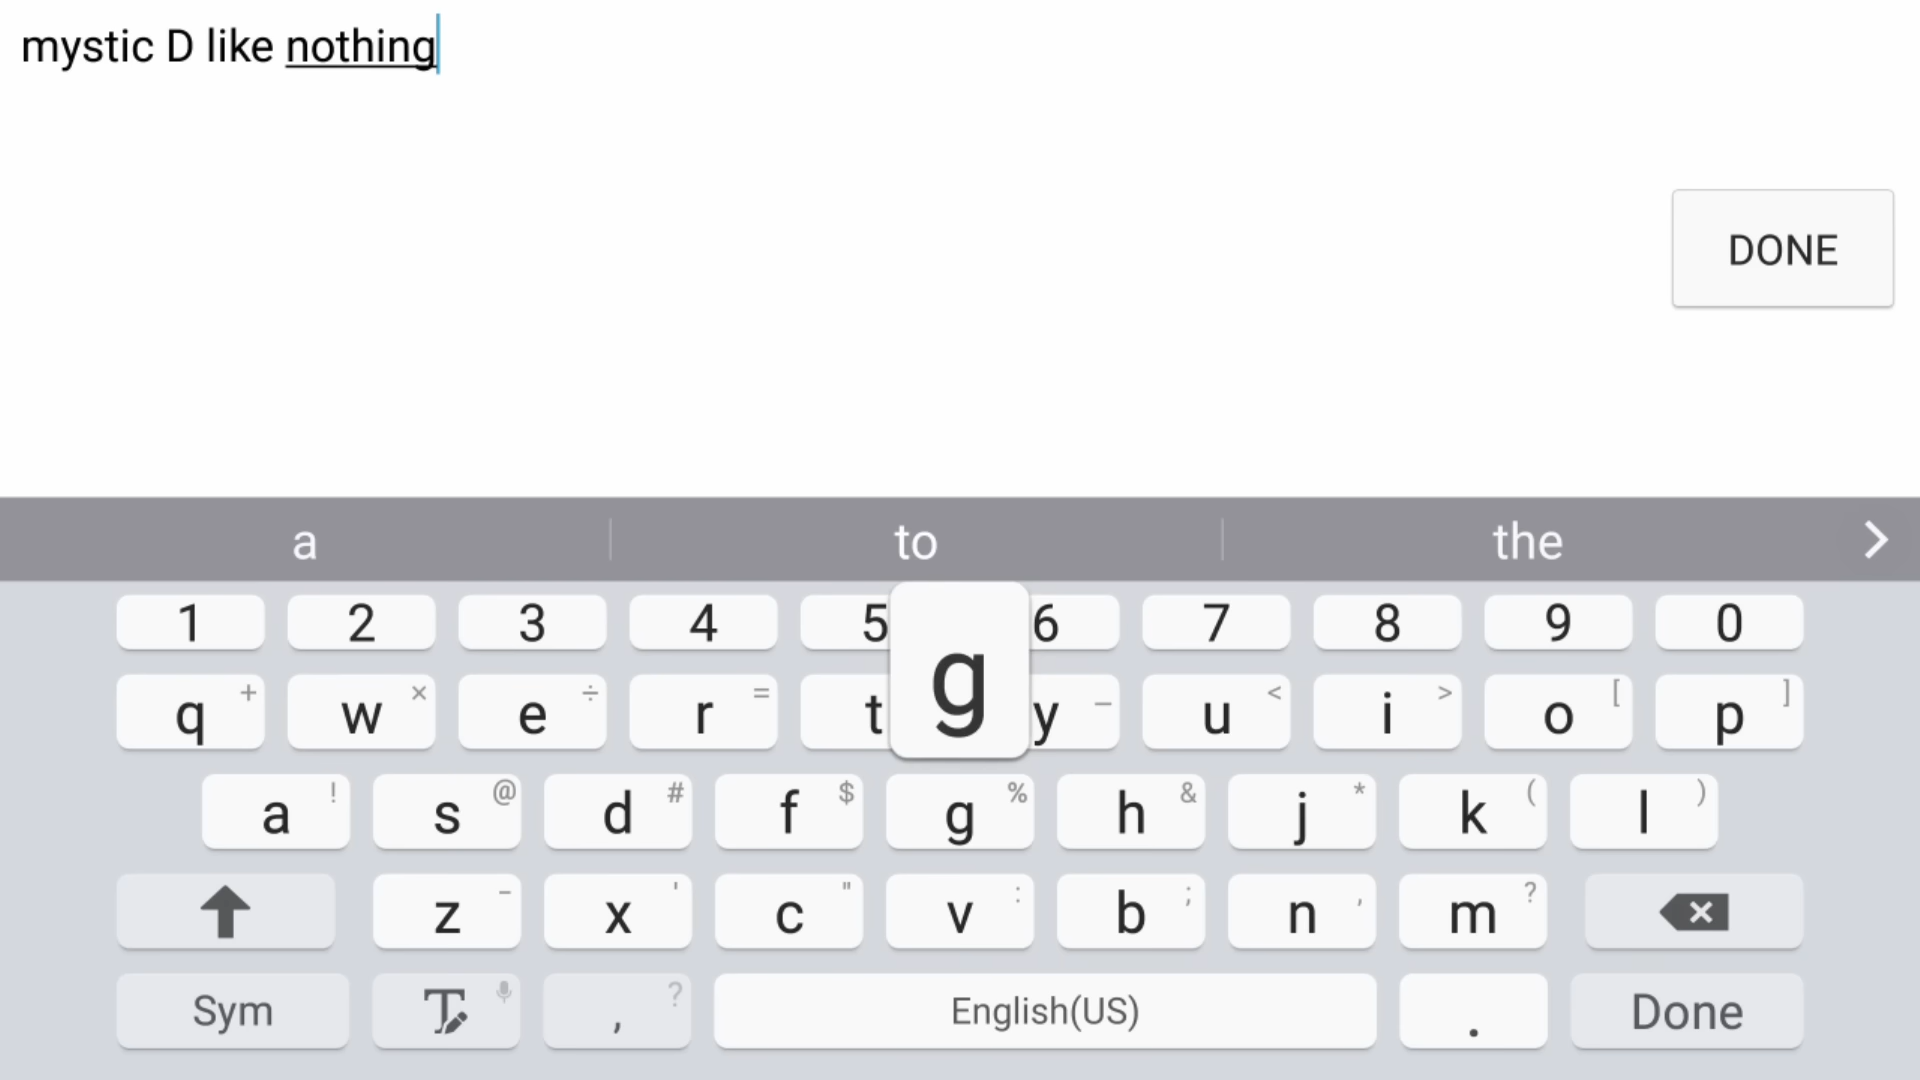 mystic D like nothing
DONE
a to the
1 2 3 4 5 6 7 8 9 0
g
q + w × e ÷ r = t y _ u < i > o [ p ]
a ! s @ d # f $ g % h & j * k ( l )
z - x ' c " v : b ; n , m ?
Sym , ? English(US) . Done